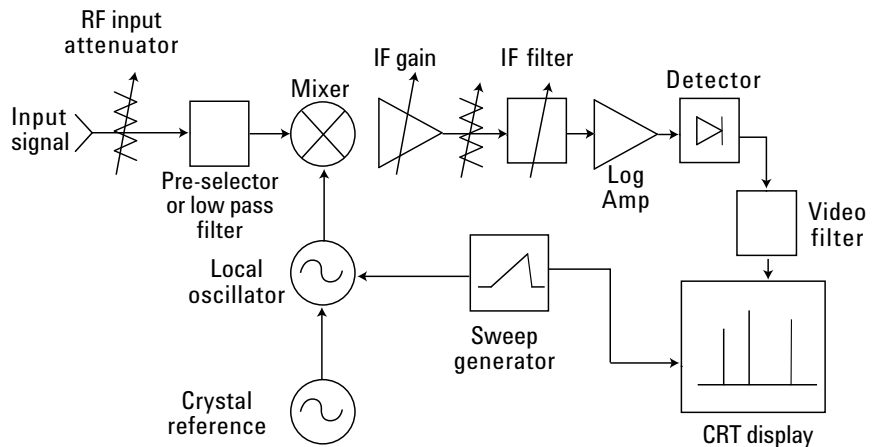 RF input
attenuator
Input
signal
Pre-selector
or low pass
filter
Mixer
IF gain
IF filter
Log
Amp
Detector
Video
filter
Local
oscillator
Sweep
generator
Crystal
reference
CRT display